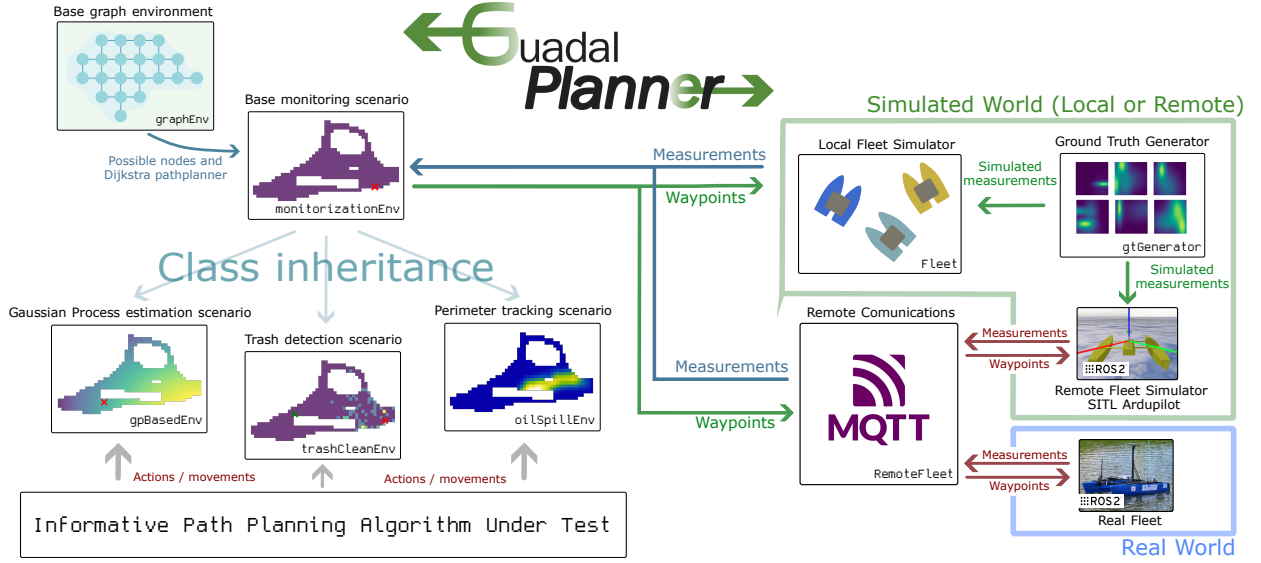 Base graph environment
graphEnv
Possible nodes and
Dijkstra pathplanner
Guadal
Planner
Base monitoring scenario
monitorizationEnv
Class inheritance
Gaussian Process estimation scenario
gpBasedEnv
Trash detection scenario
trashCleanEnv
Perimeter tracking scenario
oilSpillEnv
Actions / movements
Actions / movements
Informative Path Planning Algorithm Under Test
Measurements
Waypoints
Simulated World (Local or Remote)
Local Fleet Simulator
Fleet
Simulated
measurements
Ground Truth Generator
gtGenerator
Simulated
measurements
Remote Comunications
MQTT
RemoteFleet
Measurements
Waypoints
Measurements
Waypoints
ROS2
Remote Fleet Simulator
SITL Ardupilot
Measurements
Waypoints
ROS2
Real Fleet
Real World